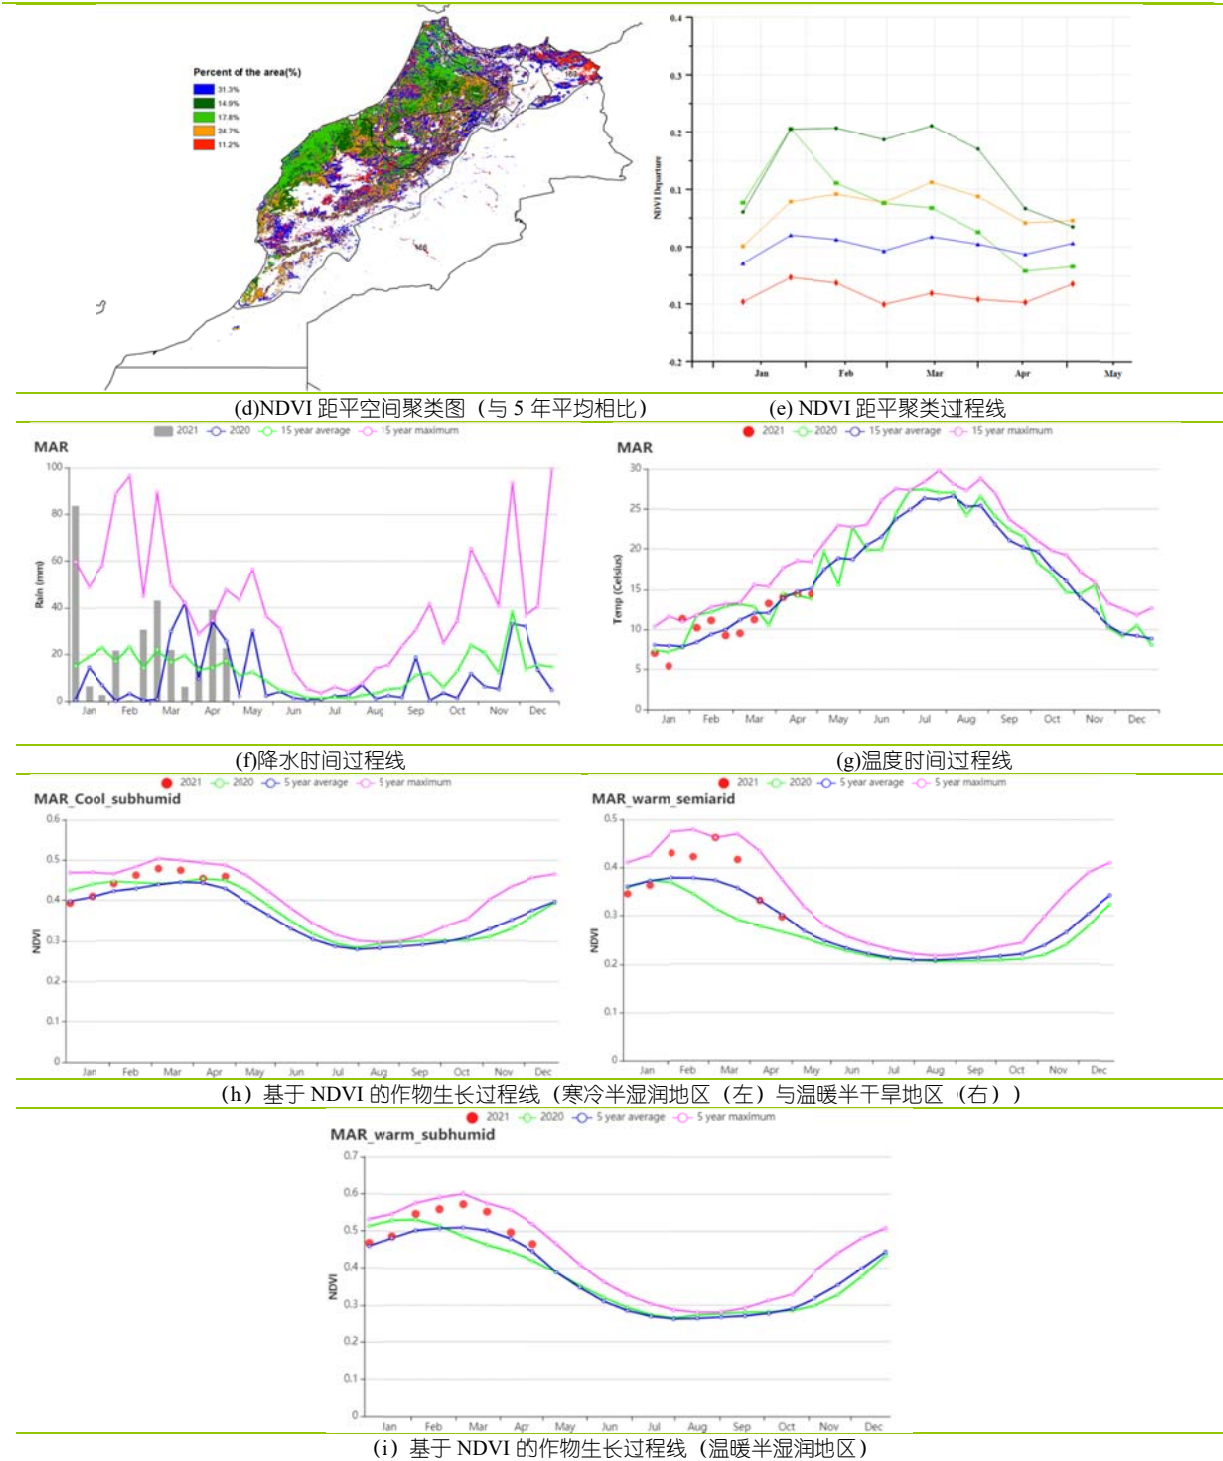 Percent of the area(%)
31.3%
14.9%
17.8%
24.7%
11.2%
NDVI Departure
0.4
0.3
0.2
0.1
0.0
-0.1
-0.2
Jan Feb Mar Apr May
(d)NDVI 距平空间聚类图（与 5 年平均相比） (e) NDVI 距平聚类过程线
MAR
2021 2020 15 year average 15 year maximum
Rain (mm)
100
80
60
40
20
0
Jan Feb Mar Apr May Jun Jul Aug Sep Oct Nov Dec
MAR
2021 2020 15 year average 15 year maximum
Temp (Celsius)
30
25
20
15
10
5
0
Jan Feb Mar Apr May Jun Jul Aug Sep Oct Nov Dec
(f)降水时间过程线 (g)温度时间过程线
MAR_Cool_subhumid
2021 2020 5 year average 5 year maximum
NDVI
0.6
0.5
0.4
0.3
0.2
0.1
0
Jan Feb Mar Apr May Jun Jul Aug Sep Oct Nov Dec
MAR_warm_semiarid
2021 2020 5 year average 5 year maximum
NDVI
0.5
0.4
0.3
0.2
0.1
0
Jan Feb Mar Apr May Jun Jul Aug Sep Oct Nov Dec
(h）基于 NDVI 的作物生长过程线（寒冷半湿润地区（左）与温暖半干旱地区（右））
MAR_warm_subhumid
2021 2020 5 year average 5 year maximum
NDVI
0.7
0.6
0.5
0.4
0.3
0.2
0.1
0
Jan Feb Mar Apr May Jun Jul Aug Sep Oct Nov Dec
(i）基于 NDVI 的作物生长过程线（温暖半湿润地区）